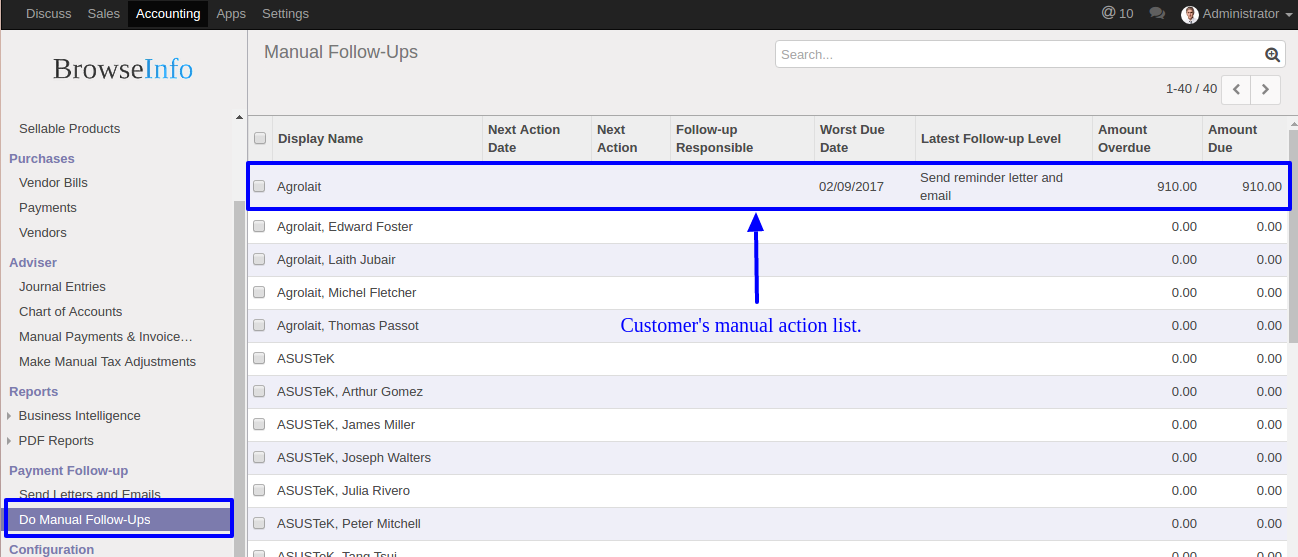 Discuss Sales Accounting Apps Settings @ 10 Administrator
BrowseInfo
Sellable Products
Purchases
Vendor Bills
Payments
Vendors
Adviser
Journal Entries
Chart of Accounts
Manual Payments & Invoice…
Make Manual Tax Adjustments
Reports
Business Intelligence
PDF Reports
Payment Follow-up
Send Letters and Emails
Do Manual Follow-Ups
Configuration
Manual Follow-Ups
Search...
1-40 / 40
Display Name Next Action Date Next Action Follow-up Responsible Worst Due Date Latest Follow-up Level Amount Overdue Amount Due
Agrolait 02/09/2017 Send reminder letter and email 910.00 910.00
Agrolait, Edward Foster 0.00 0.00
Agrolait, Laith Jubair 0.00 0.00
Agrolait, Michel Fletcher 0.00 0.00
Agrolait, Thomas Passot 0.00 0.00
Customer's manual action list.
ASUSTeK 0.00 0.00
ASUSTeK, Arthur Gomez 0.00 0.00
ASUSTeK, James Miller 0.00 0.00
ASUSTeK, Joseph Walters 0.00 0.00
ASUSTeK, Julia Rivero 0.00 0.00
ASUSTeK, Peter Mitchell 0.00 0.00
ASUSTeK, Tang Tsui 0.00 0.00